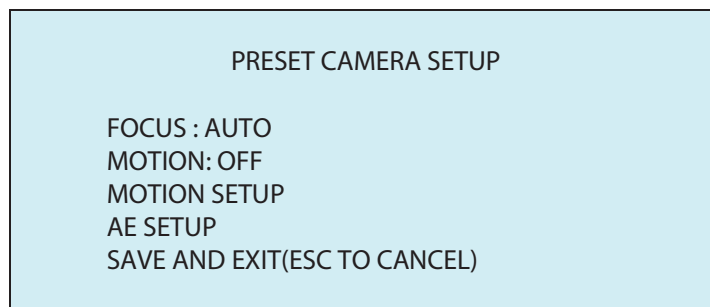 PRESET CAMERA SETUP
FOCUS : AUTO
MOTION: OFF
MOTION SETUP
AE SETUP
SAVE AND EXIT(ESC TO CANCEL)